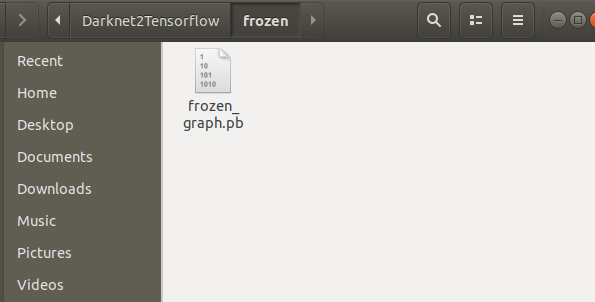 Darknet2Tensorflow frozen
Recent
Home
Desktop
Documents
Downloads
Music
Pictures
Videos
1
10
101
1010
frozen_
graph.pb